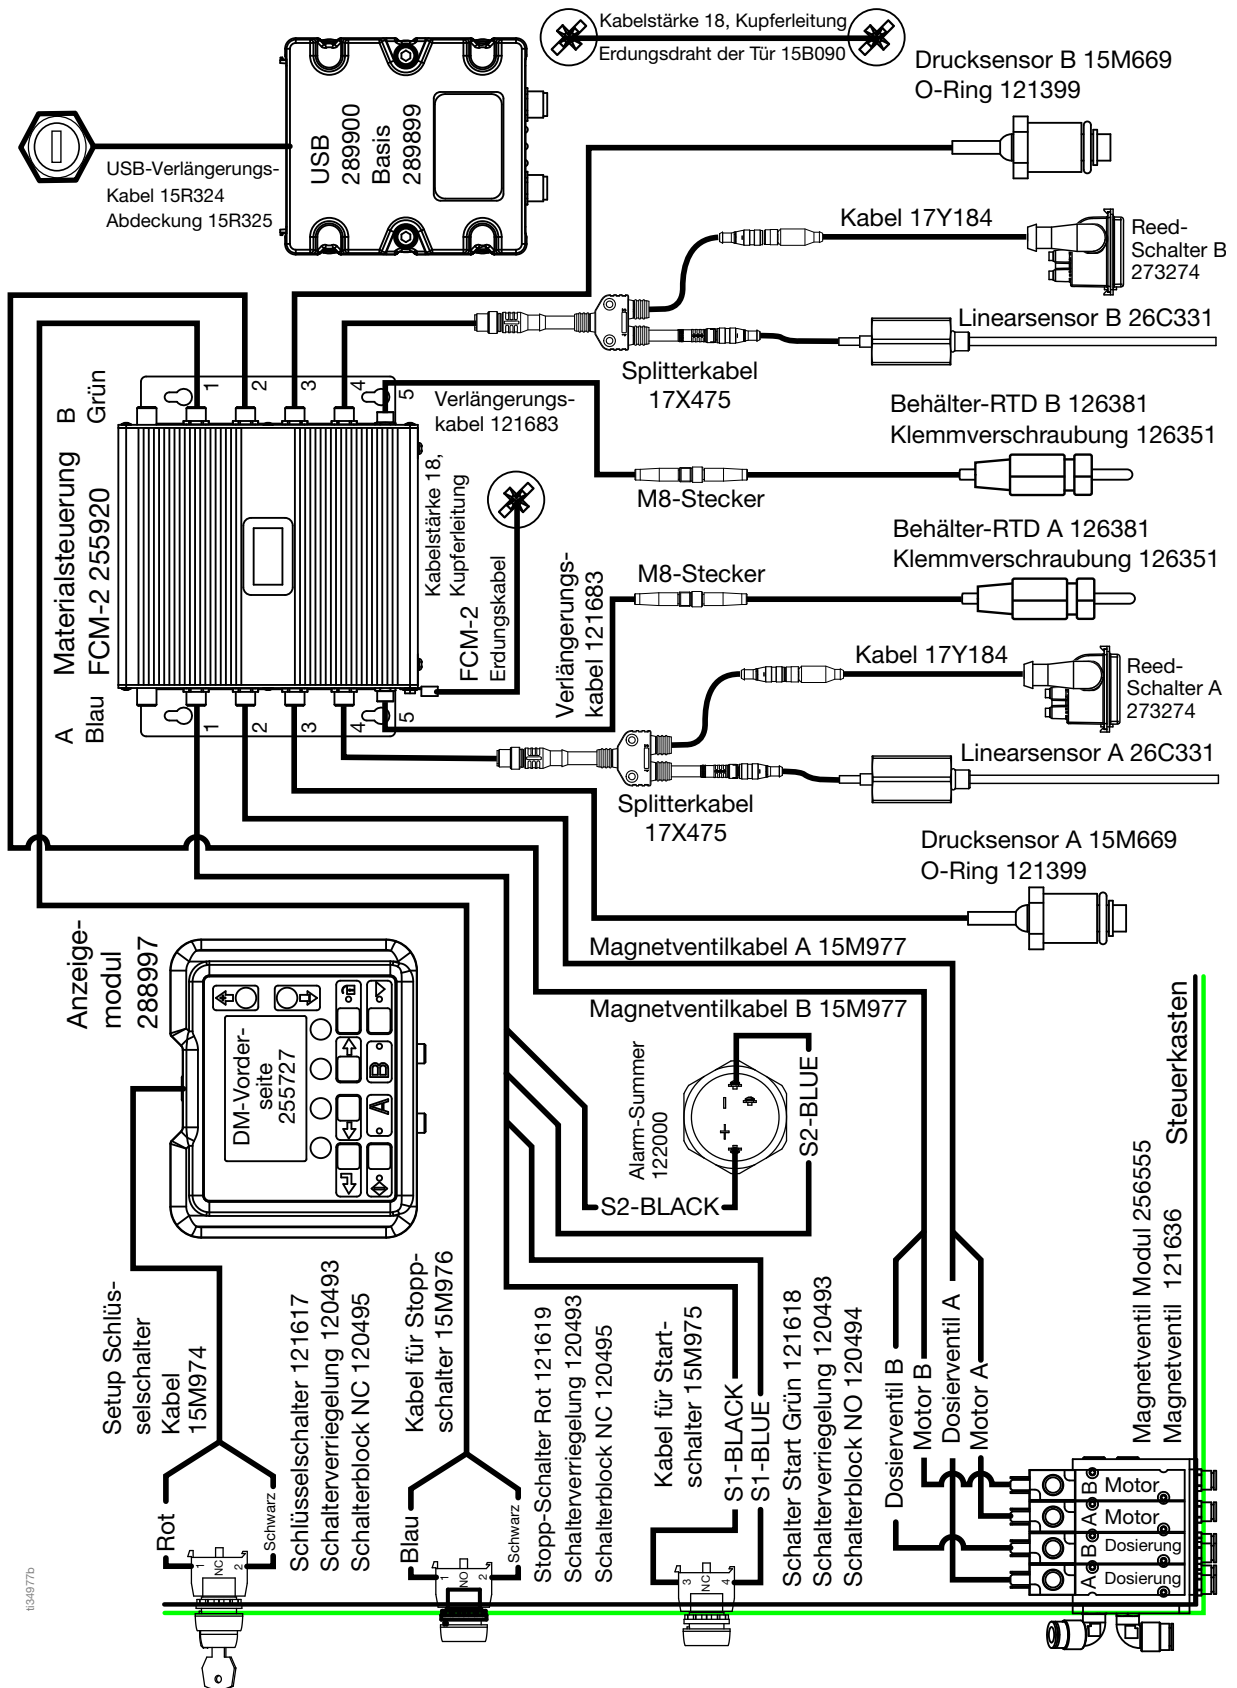 Kabelstärke 18, Kupferleitung
Erdungsdraht der Tür 15B090
Drucksensor B 15M669
O-Ring 121399
USB
289900
Basis
289899
USB-Verlängerungs-
Kabel 15R324
Abdeckung 15R325
Kabel 17Y184
Reed-
Schalter B
273274
Linearsensor B 26C331
Splitterkabel
17X475
Materialsteuerung
FCM-2 255920
B
Grün
1
2
3
4
5
A
Blau
1
2
3
4
5
Verlängerungs-
kabel 121683
Behälter-RTD B 126381
Klemmverschraubung 126351
M8-Stecker
Kabelstärke 18,
Kupferleitung
FCM-2
Erdungskabel
Behälter-RTD A 126381
Klemmverschraubung 126351
M8-Stecker
Verlängerungs-
kabel 121683
Kabel 17Y184
Reed-
Schalter A
273274
Linearsensor A 26C331
Splitterkabel
17X475
Drucksensor A 15M669
O-Ring 121399
Magnetventilkabel A 15M977
Magnetventilkabel B 15M977
Anzeige-
modul
288997
DM-Vorder-
seite
255727
A
B
Alarm-Summer
122000
+
–
S2-BLUE
S2-BLACK
Steuerkasten
Setup Schlüs-
selschalter
Kabel
15M974
Rot
Schwarz
1
NC
2
Schlüsselschalter 121617
Schalterverriegelung 120493
Schalterblock NC 120495
Kabel für Stopp-
schalter 15M976
Blau
Schwarz
1
NO
2
Stopp-Schalter Rot 121619
Schalterverriegelung 120493
Schalterblock NC 120495
Kabel für Start-
schalter 15M975
S1-BLACK
S1-BLUE
3
NC
4
Schalter Start Grün 121618
Schalterverriegelung 120493
Schalterblock NO 120494
Dosierventil B
Motor B
Dosierventil A
Motor A
Magnetventil Modul 256555
Magnetventil 121636
B Motor
A Motor
B Dosierung
A Dosierung
ti34977b